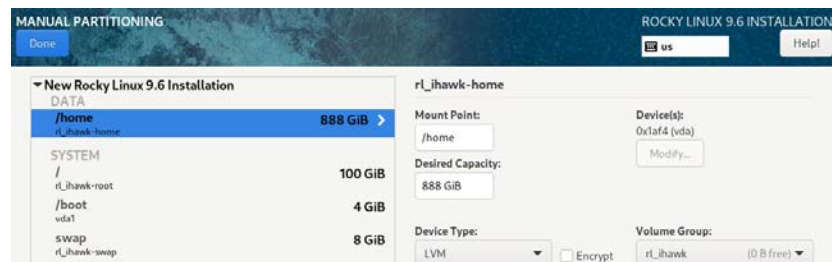 MANUAL PARTITIONING
ROCKY LINUX 9.6 INSTALLATION
Done
us
Help!
New Rocky Linux 9.6 Installation
DATA
/home
888 GiB
rl_ihawk-home
SYSTEM
/
100 GiB
rl_ihawk-root
/boot
4 GiB
vda1
swap
8 GiB
rl_ihawk-swap
rl_ihawk-home
Mount Point:
/home
Desired Capacity:
888 GiB
Device(s):
0x1af4 (vda)
Modify...
Device Type:
LVM
Encrypt
Volume Group:
rl_ihawk (0 B free)